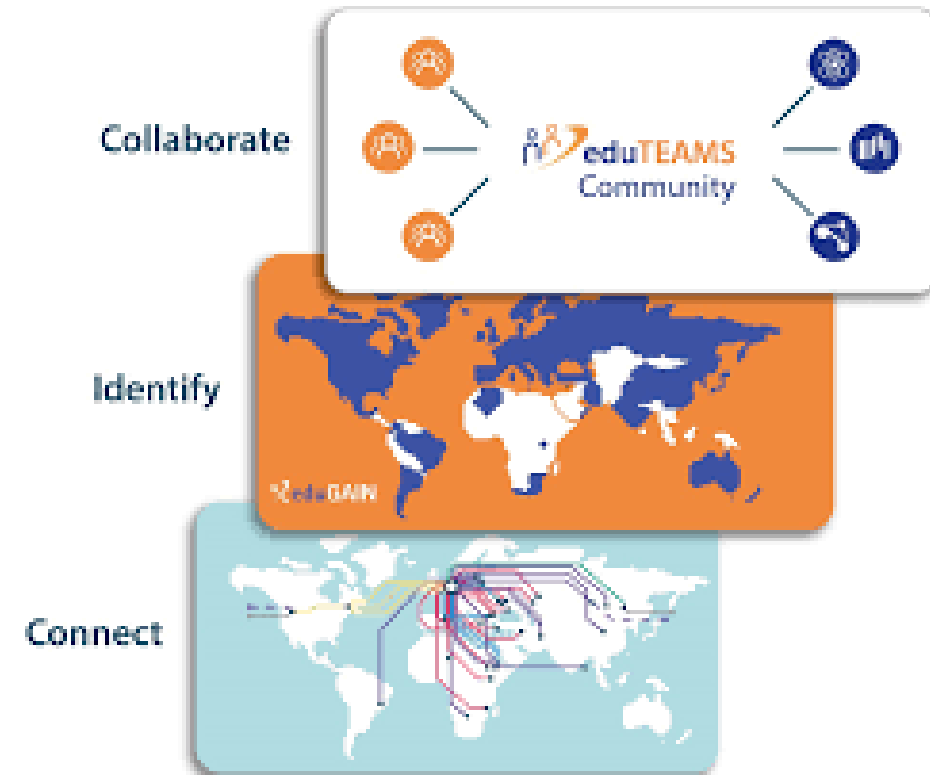 Collaborate
eduTEAMS
Community
Identify
eduGAIN
Connect